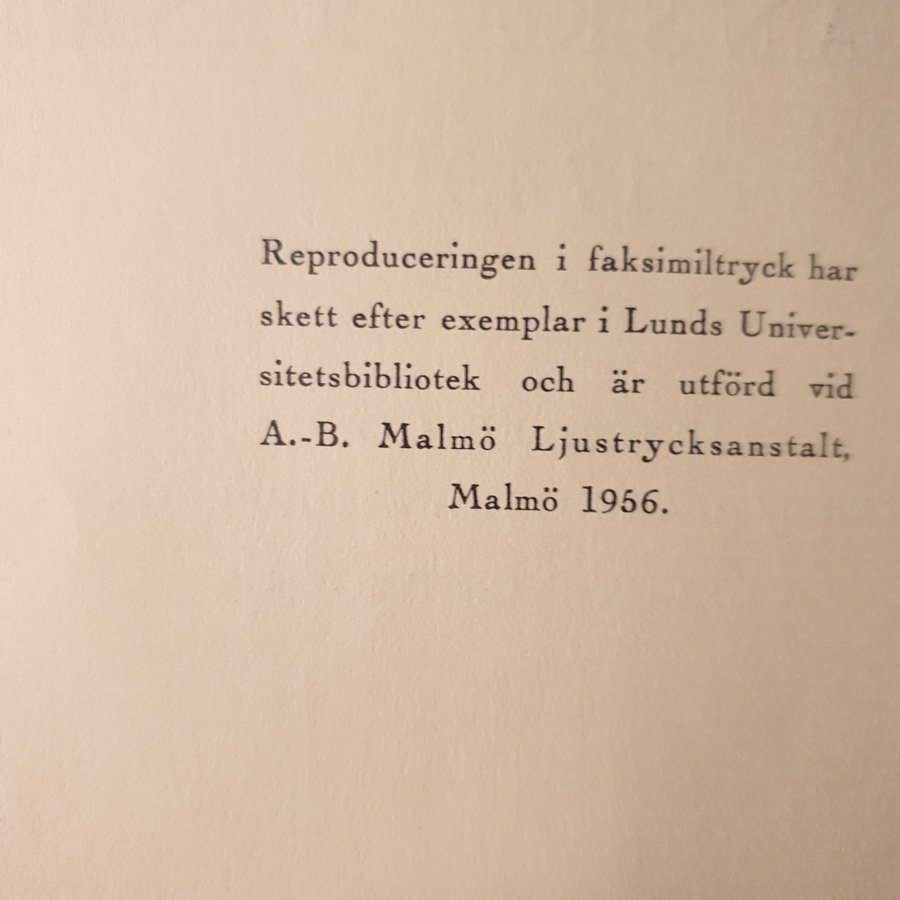 Reproduceringen i faksimiltryck har
skett efter exemplar i Lunds Univer-
sitetsbibliotek och är utförd vid
A.-B. Malmö Ljustrycksanstalt,
Malmö 1956.